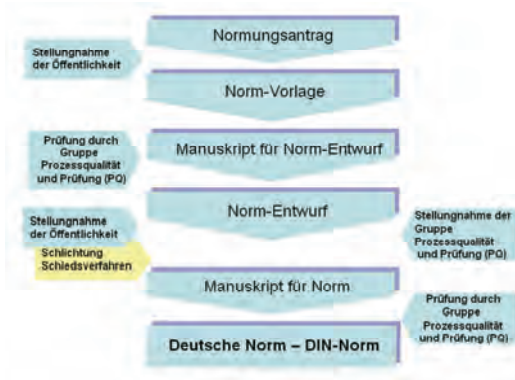 Normungsantrag
Stellungnahme
der Öffentlichkeit
Norm-Vorlage
Prüfung durch
Gruppe
Prozessqualität
und Prüfung (PQ)
Manuskript für Norm-Entwurf
Norm-Entwurf
Stellungnahme
der Öffentlichkeit
Schlichtung
Schiedsverfahren
Stellungnahme der
Gruppe
Prozessqualität
und Prüfung (PQ)
Manuskript für Norm
Prüfung durch
Gruppe
Prozessqualität
und Prüfung (PQ)
Deutsche Norm – DIN-Norm